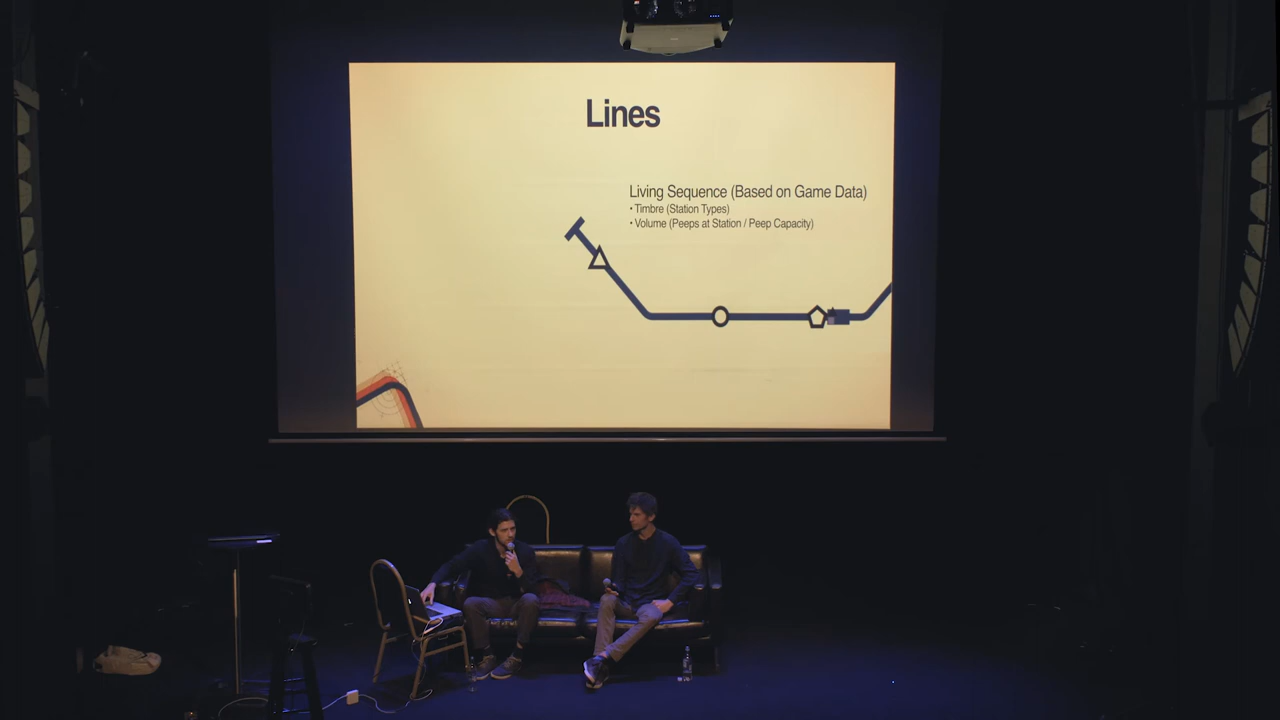 Lines
Living Sequence (Based on Game Data)
• Timbre (Station Types)
• Volume (Peeps at Station / Peep Capacity)